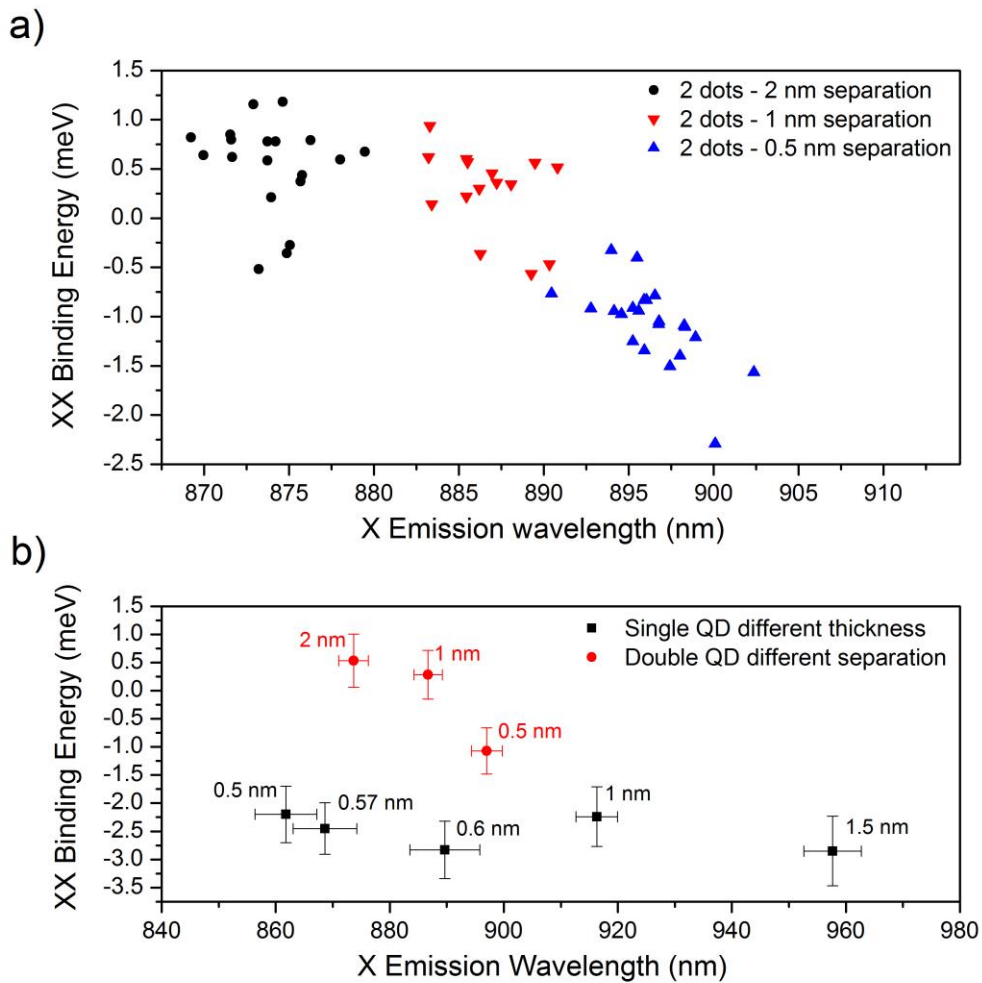 a)
1.5
1.0
0.5
0.0
-0.5
-1.0
-1.5
-2.0
-2.5
XX Binding Energy (meV)
2 dots - 2 nm separation
2 dots - 1 nm separation
2 dots - 0.5 nm separation
870 875 880 885 890 895 900 905 910
X Emission wavelength (nm)
b)
1.5
1.0
0.5
0.0
-0.5
-1.0
-1.5
-2.0
-2.5
-3.0
-3.5
XX Binding Energy (meV)
Single QD different thickness
Double QD different separation
2 nm
1 nm
0.5 nm
0.5 nm
0.57 nm
0.6 nm
1 nm
1.5 nm
840 860 880 900 920 940 960 980
X Emission Wavelength (nm)